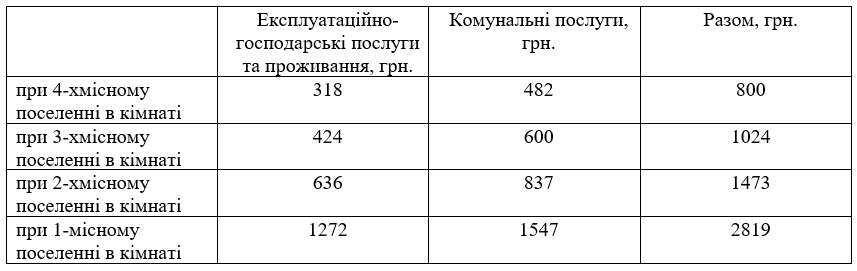 Експлуатаційно-
господарські послуги
та проживання, грн.
Комунальні послуги,
грн.
Разом, грн.
при 4-хмісному
поселенні в кімнаті
318
482
800
при 3-хмісному
поселенні в кімнаті
424
600
1024
при 2-хмісному
поселенні в кімнаті
636
837
1473
при 1-місному
поселенні в кімнаті
1272
1547
2819